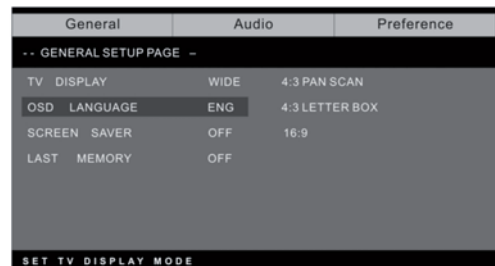 General Audio Preference
-- GENERAL SETUP PAGE –
TV DISPLAY WIDE 4:3 PAN SCAN
OSD LANGUAGE ENG 4:3 LETTER BOX
SCREEN SAVER OFF 16:9
LAST MEMORY OFF
SET TV DISPLAY MODE